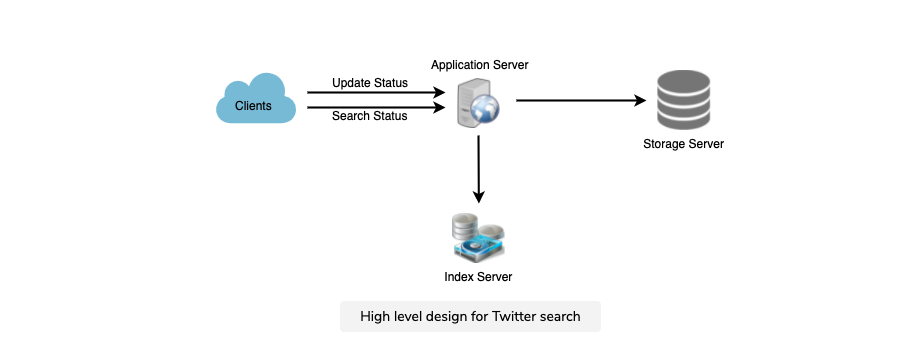 Application Server
Update Status
Clients
Search Status
Storage Server
Index Server
High level design for Twitter search